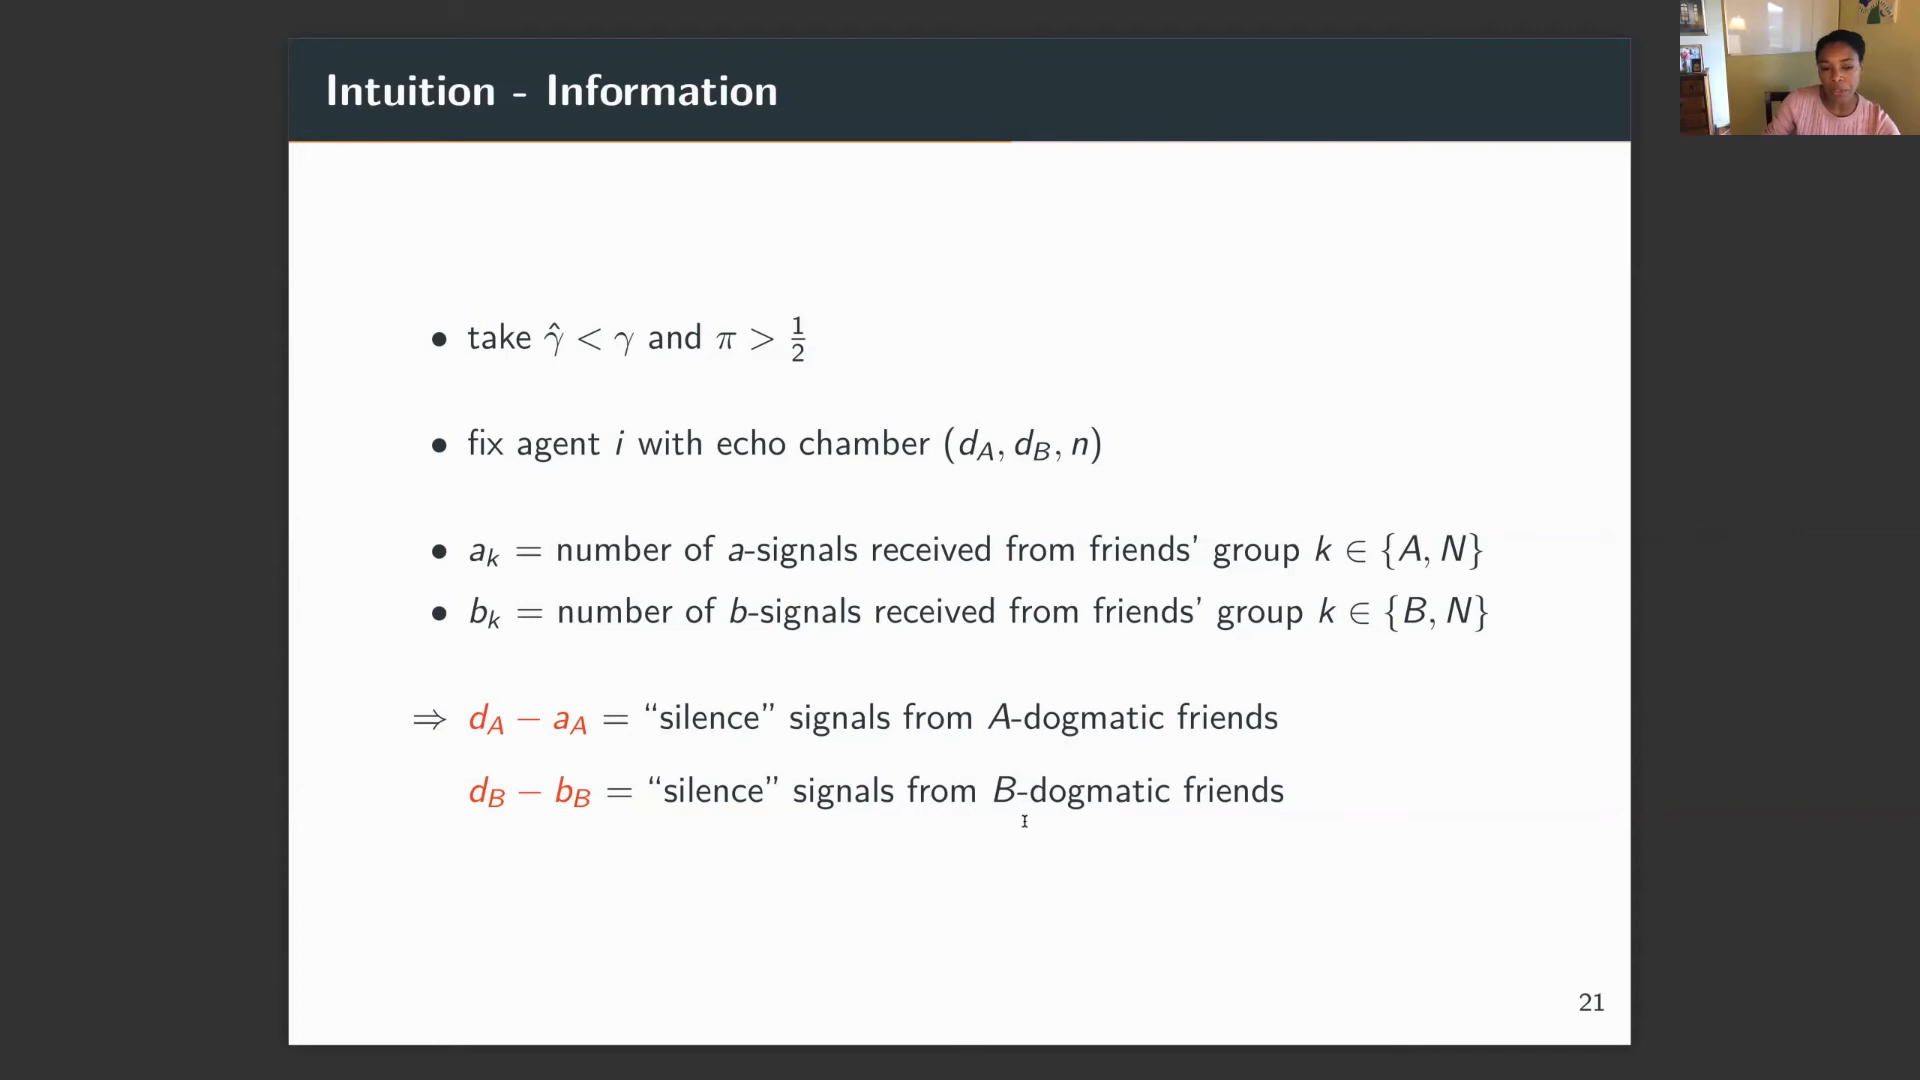 Intuition - Information
• take γ̂ < γ and π > 1/2
• fix agent i with echo chamber (d_A, d_B, n)
• a_k = number of a-signals received from friends’ group k ∈ {A, N}
• b_k = number of b-signals received from friends’ group k ∈ {B, N}
⇒ d_A − a_A = “silence” signals from A-dogmatic friends
d_B − b_B = “silence” signals from B-dogmatic friends
21